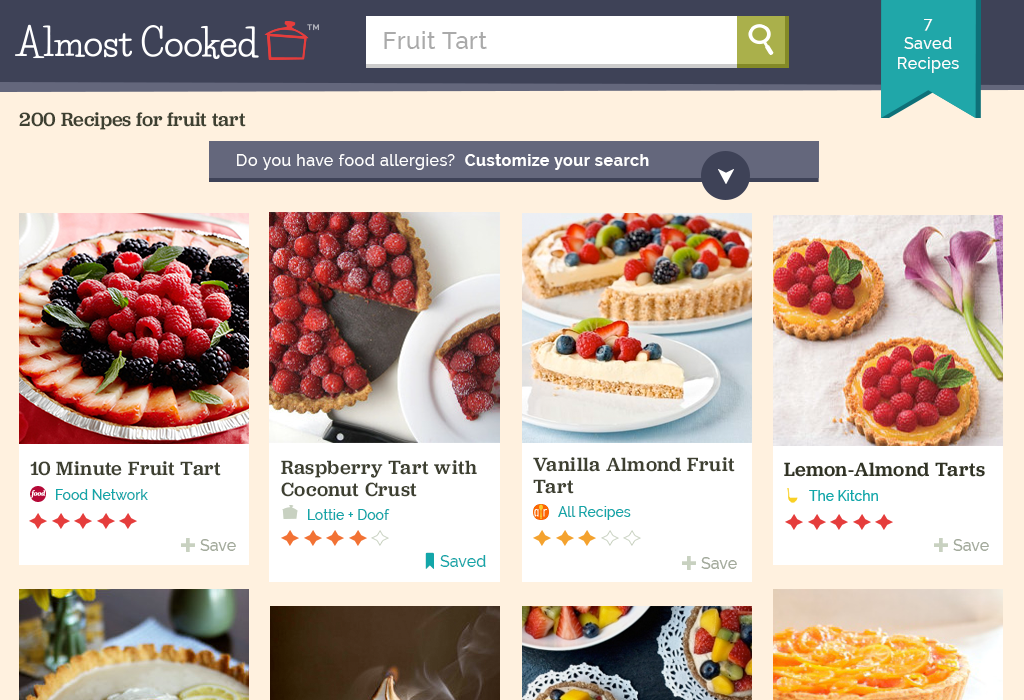 Almost Cooked™
Fruit Tart
7
Saved
Recipes
200 Recipes for fruit tart
Do you have food allergies? Customize your search
10 Minute Fruit Tart
food Food Network
Save
Raspberry Tart with
Coconut Crust
Lottie + Doof
Saved
Vanilla Almond Fruit
Tart
All Recipes
Save
Lemon-Almond Tarts
The Kitchn
Save